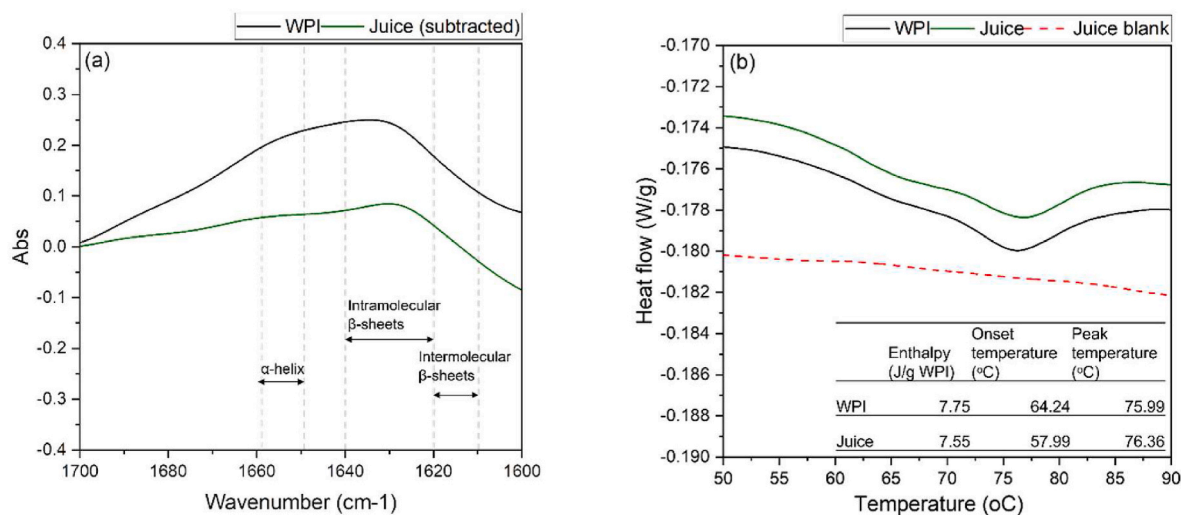 WPI Juice (subtracted)
(a)
0.4
0.3
0.2
0.1
0.0
-0.1
-0.2
-0.3
-0.4
Abs
Intramolecular
β-sheets
Intermolecular
β-sheets
α-helix
1700 1680 1660 1640 1620 1600
Wavenumber (cm-1)
WPI Juice Juice blank
(b)
-0.170
-0.172
-0.174
-0.176
-0.178
-0.180
-0.182
-0.184
-0.186
-0.188
-0.190
Heat flow (W/g)
Enthalpy
(J/g WPI)
Onset
temperature
(ᵒC)
Peak
temperature
(ᵒC)
WPI 7.75 64.24 75.99
Juice 7.55 57.99 76.36
50 55 60 65 70 75 80 85 90
Temperature (oC)